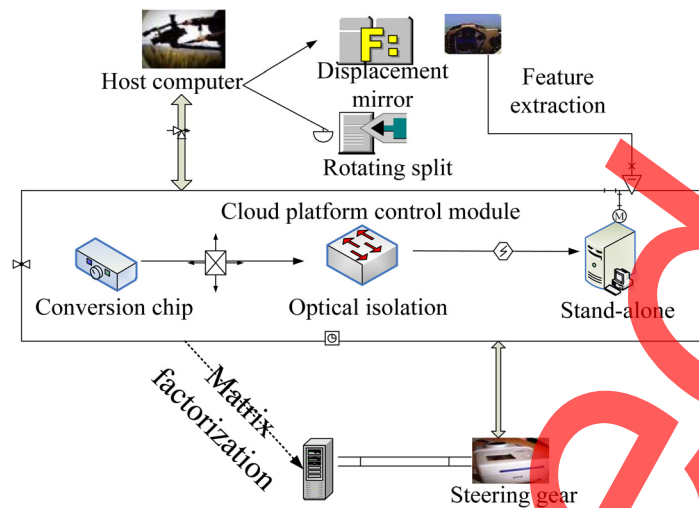 F:
Host computer
Displacement
mirror
Feature
extraction
Rotating split
Cloud platform control module
M
Conversion chip
Optical isolation
Stand-alone
Matrix
factorization
Steering gear